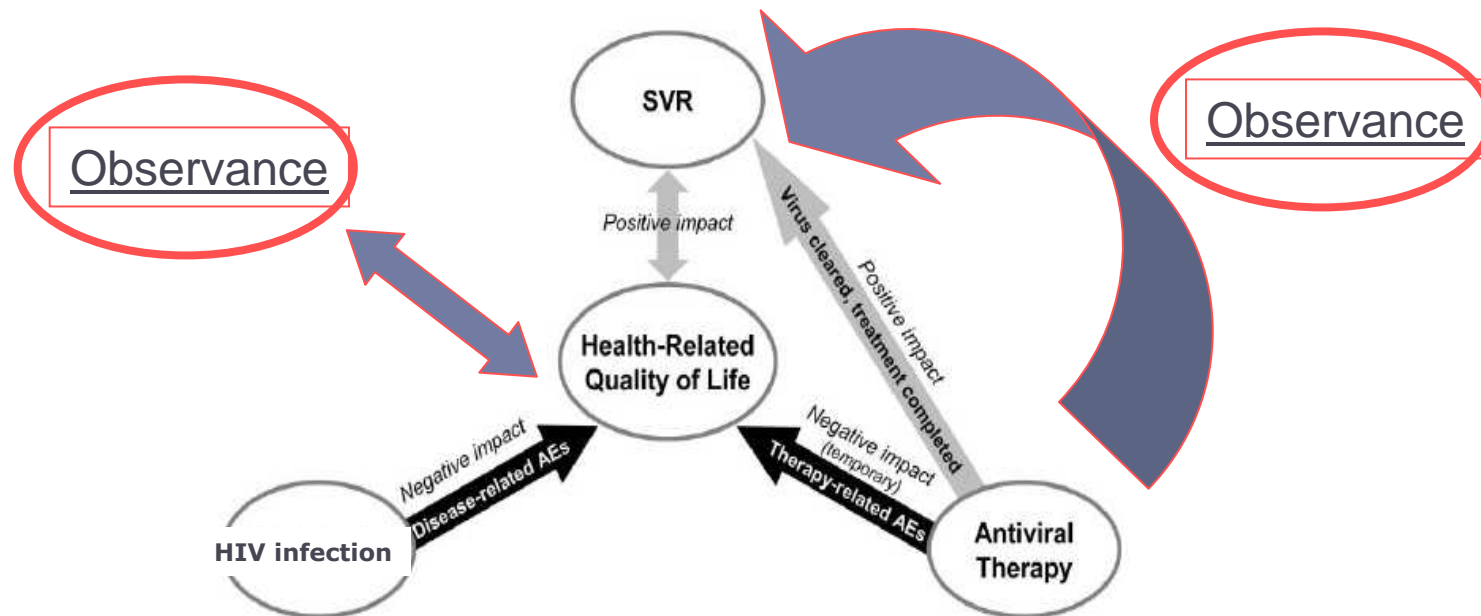 SVR
Observance
Observance
Positive impact
Virus cleared, treatment completed
Positive impact
Health-Related
Quality of Life
Negative impact
Disease-related AEs
Negative impact
(temporary)
Therapy-related AEs
HIV infection
Antiviral
Therapy